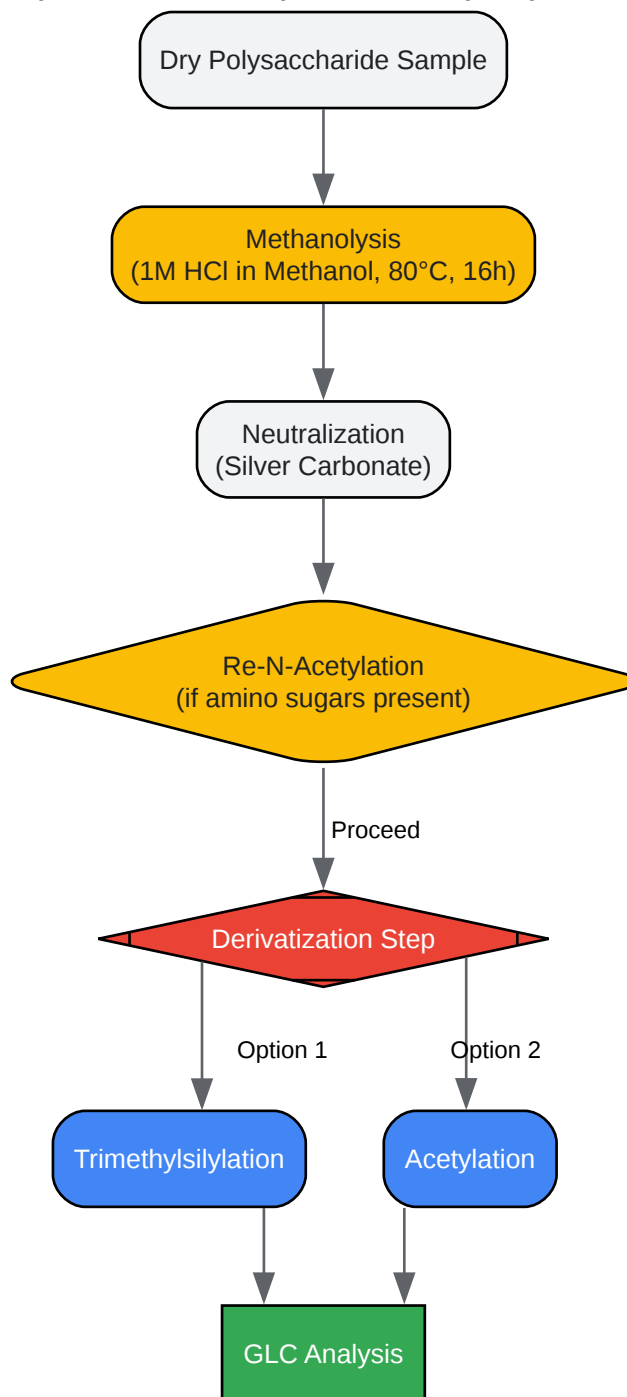 Dry Polysaccharide Sample
Methanolysis
(1M HCl in Methanol, 80°C, 16h)
Neutralization
(Silver Carbonate)
Re-N-Acetylation
(if amino sugars present)
Proceed
Derivatization Step
Option 1
Option 2
Trimethylsilylation
Acetylation
GLC Analysis